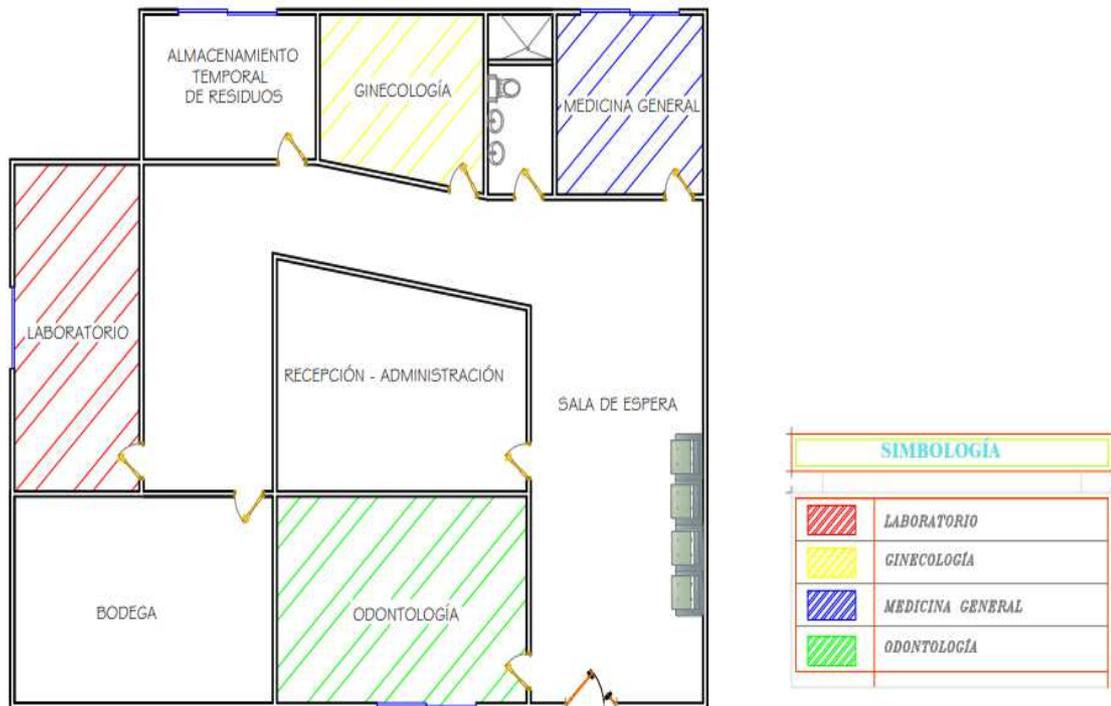 ALMACENAMIENTO
TEMPORAL
DE RESIDUOS
GINECOLOGÍA
MEDICINA GENERAL
LABORATORIO
RECEPCIÓN - ADMINISTRACIÓN
SALA DE ESPERA
BODEGA
ODONTOLOGÍA
SIMBOLOGÍA
LABORATORIO
GINECOLOGÍA
MEDICINA GENERAL
ODONTOLOGÍA